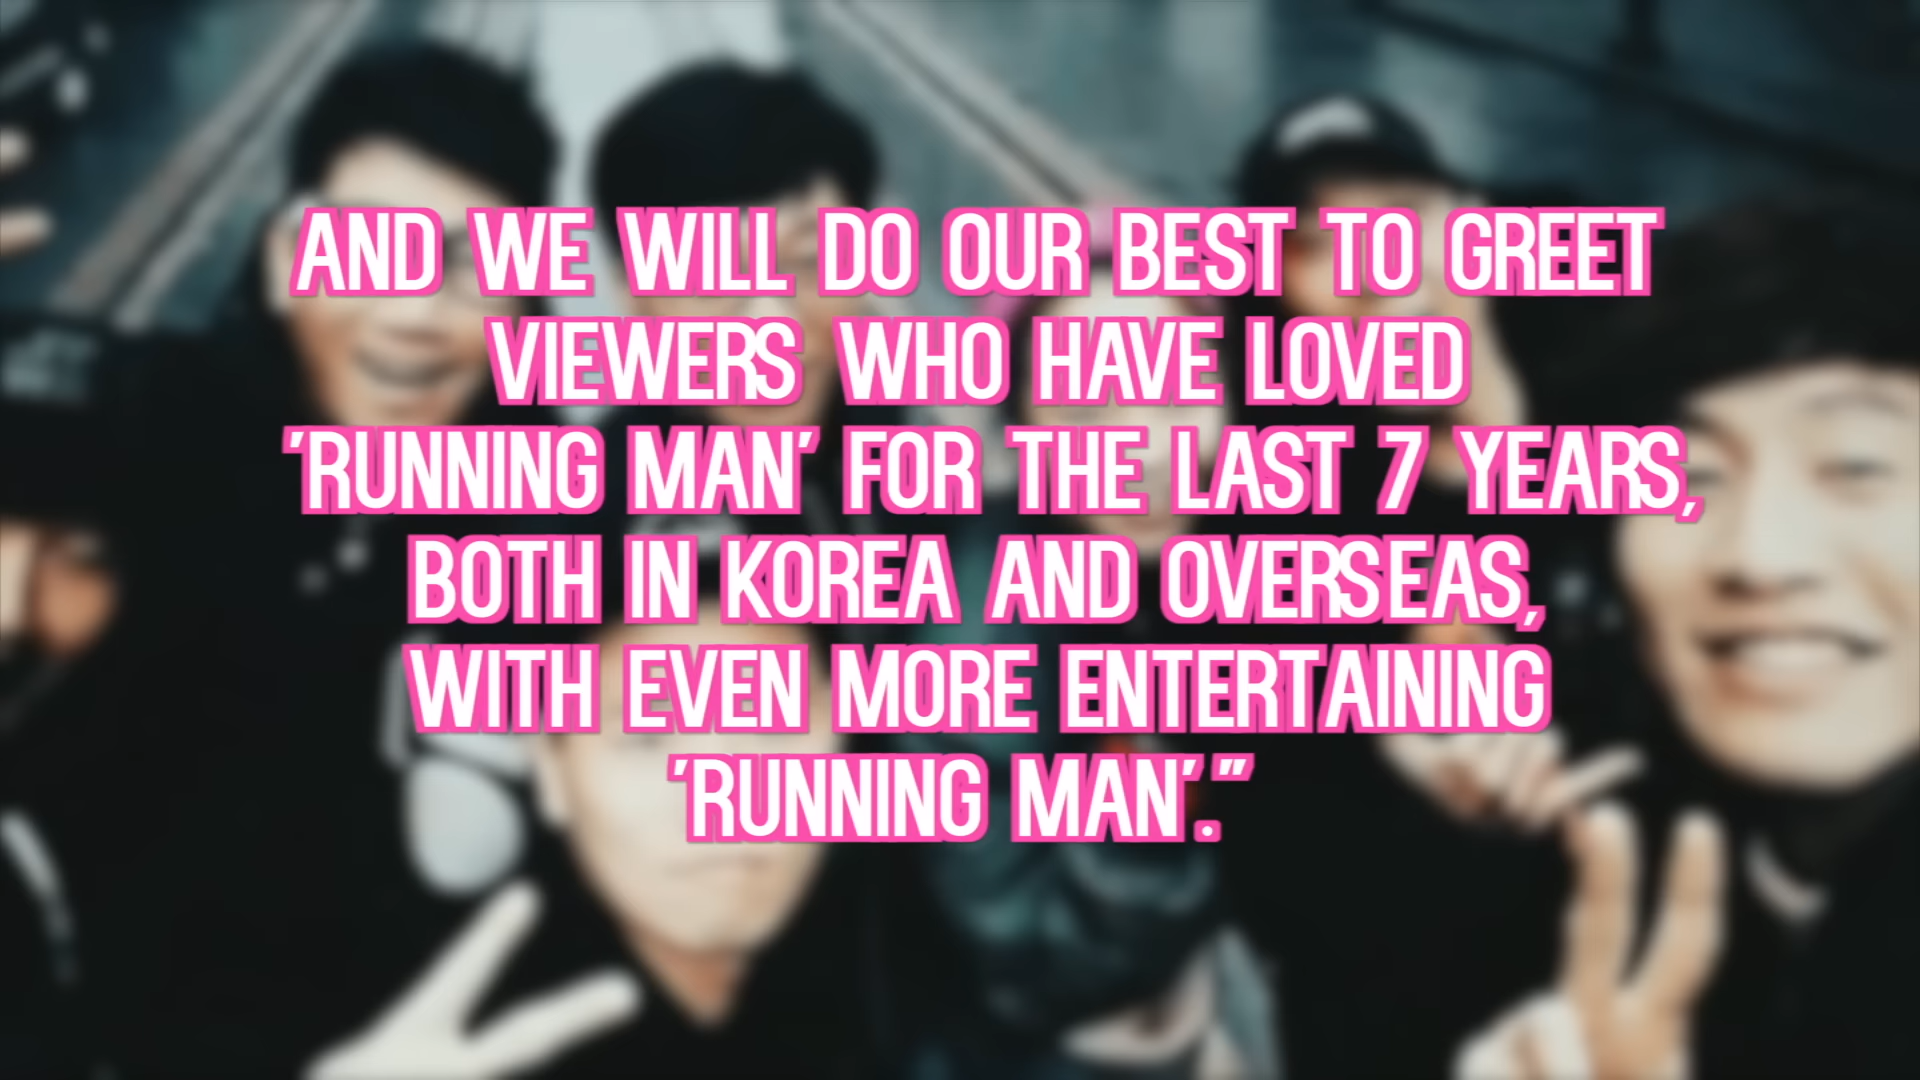 AND WE WILL DO OUR BEST TO GREET
VIEWERS WHO HAVE LOVED
'RUNNING MAN' FOR THE LAST 7 YEARS,
BOTH IN KOREA AND OVERSEAS,
WITH EVEN MORE ENTERTAINING
'RUNNING MAN'."